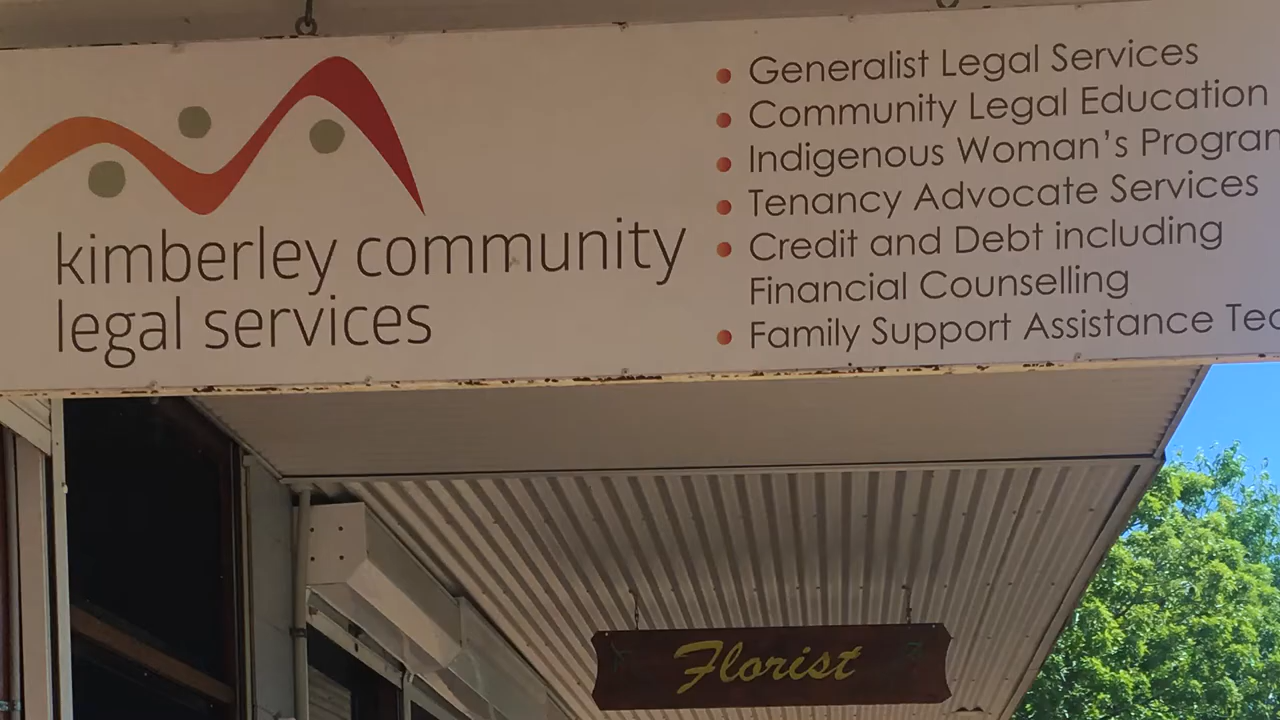 kimberley community
legal services
Generalist Legal Services
Community Legal Education
Indigenous Woman's
Tenancy Advocate Services
Credit and Debt including
Financial Counselling
Family Support Assistance
Florist